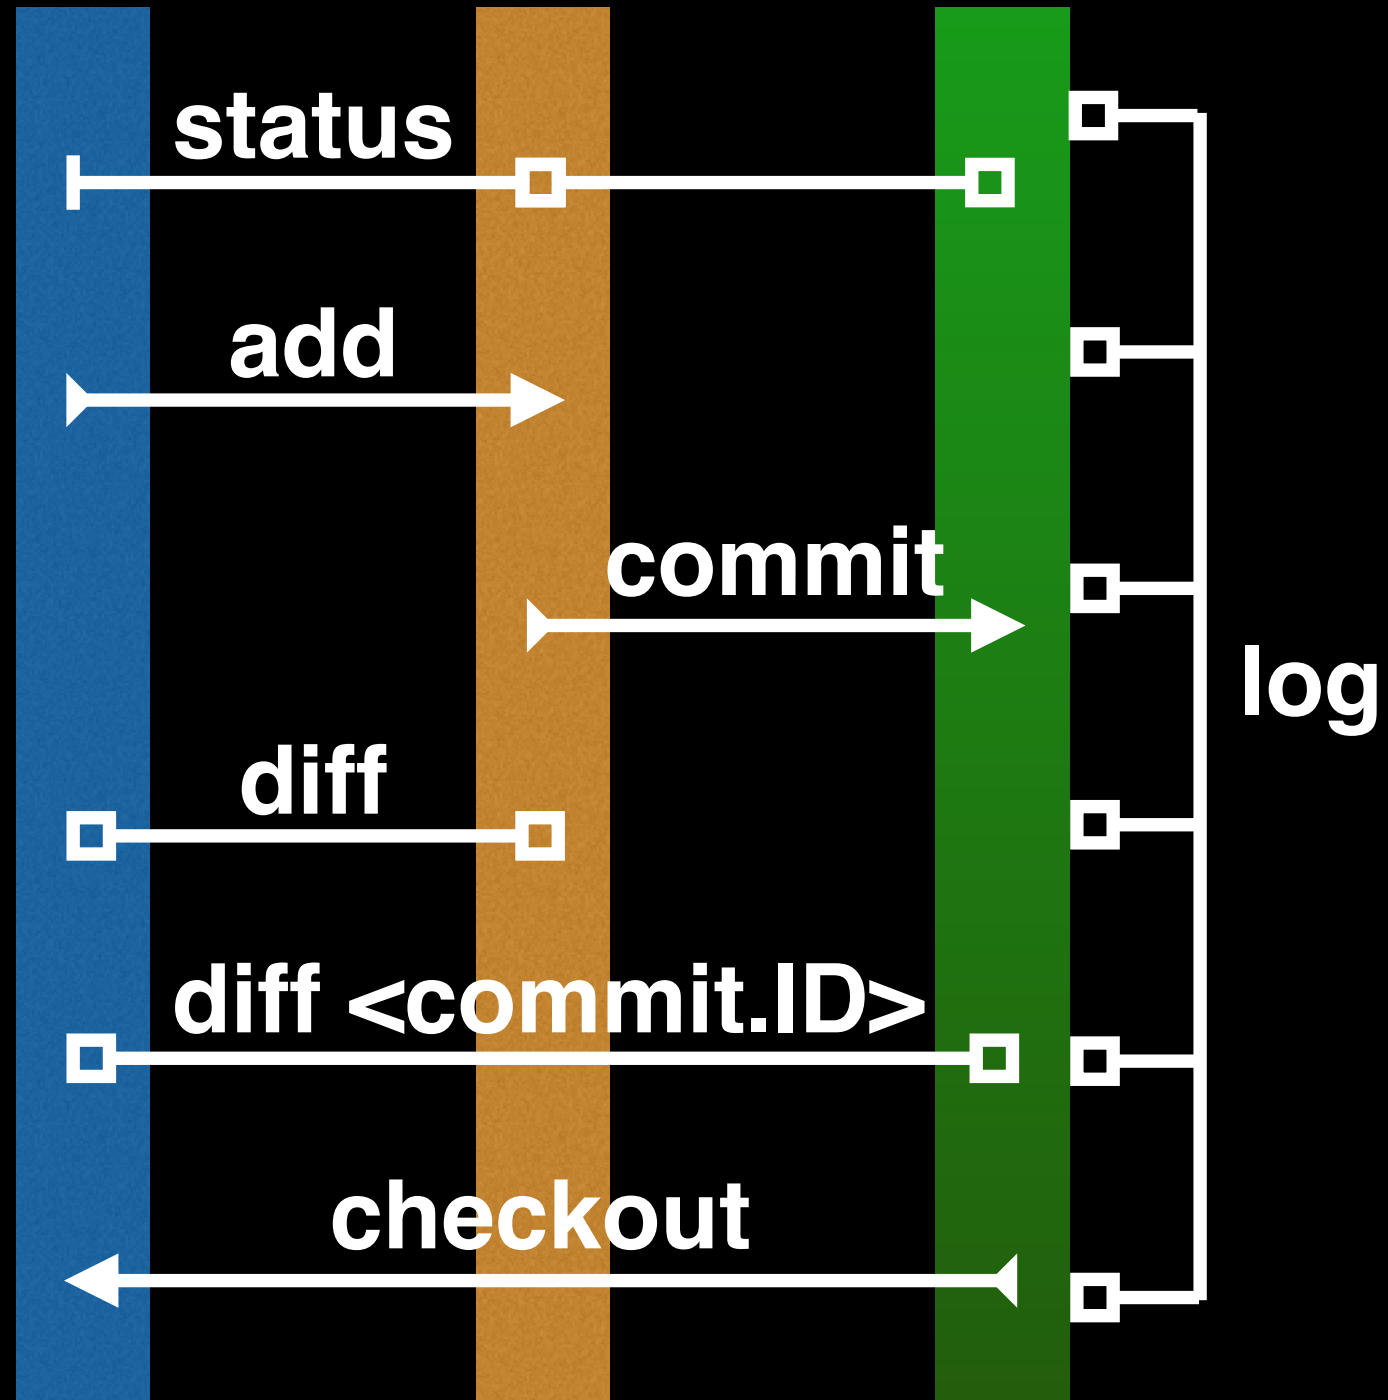 status
add
commit
log
diff
diff <commit.ID>
checkout